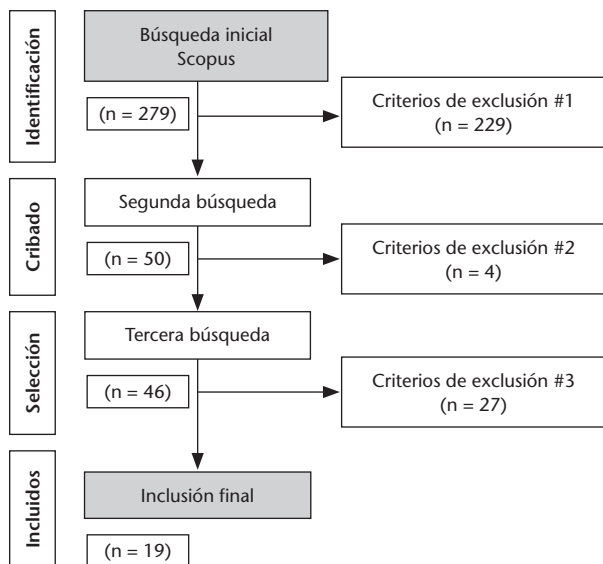 Identificación
Búsqueda inicial
Scopus
(n = 279)
Criterios de exclusión #1
(n = 229)
Cribado
Segunda búsqueda
(n = 50)
Criterios de exclusión #2
(n = 4)
Selección
Tercera búsqueda
(n = 46)
Criterios de exclusión #3
(n = 27)
Incluidos
Inclusión final
(n = 19)